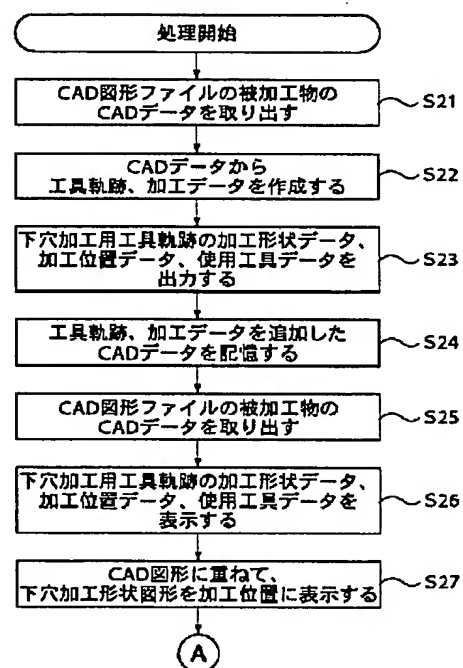 処理開始
CAD図形ファイルの被加工物の
CADデータを取り出す
S21
CADデータから
工具軌跡、加工データを作成する
S22
下穴加工用工具軌跡の加工形状データ、
加工位置データ、使用工具データを
出力する
S23
工具軌跡、加工データを追加した
CADデータを記憶する
S24
CAD図形ファイルの被加工物の
CADデータを取り出す
S25
下穴加工用工具軌跡の加工形状データ、
加工位置データ、使用工具データを
表示する
S26
CAD図形に重ねて、
下穴加工形状図形を加工位置に表示する
S27
A